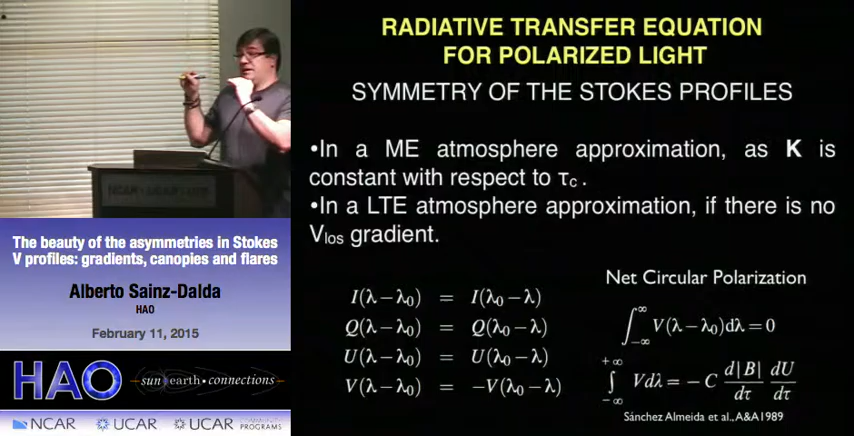 RADIATIVE TRANSFER EQUATION
FOR POLARIZED LIGHT
SYMMETRY OF THE STOKES PROFILES
•In a ME atmosphere approximation, as K is
constant with respect to τc .
•In a LTE atmosphere approximation, if there is no
Vlos gradient.
I(λ−λ0) = I(λ0−λ)
Q(λ−λ0) = Q(λ0−λ)
U(λ−λ0) = U(λ0−λ)
V(λ−λ0) = −V(λ0−λ)
Net Circular Polarization
∫_{−∞}^{∞} V(λ−λ0)dλ = 0
∫_{−∞}^{+∞} Vdλ = −C d|B|/dτ dU/dτ
Sánchez Almeida et al., A&A1989
NCAR • UCAR • UOP
The beauty of the asymmetries in Stokes
V profiles: gradients, canopies and flares
Alberto Sainz-Dalda
HAO
February 11, 2015
HAO
sun earth • connections
NCAR
UCAR
UCAR
PROGRAMS